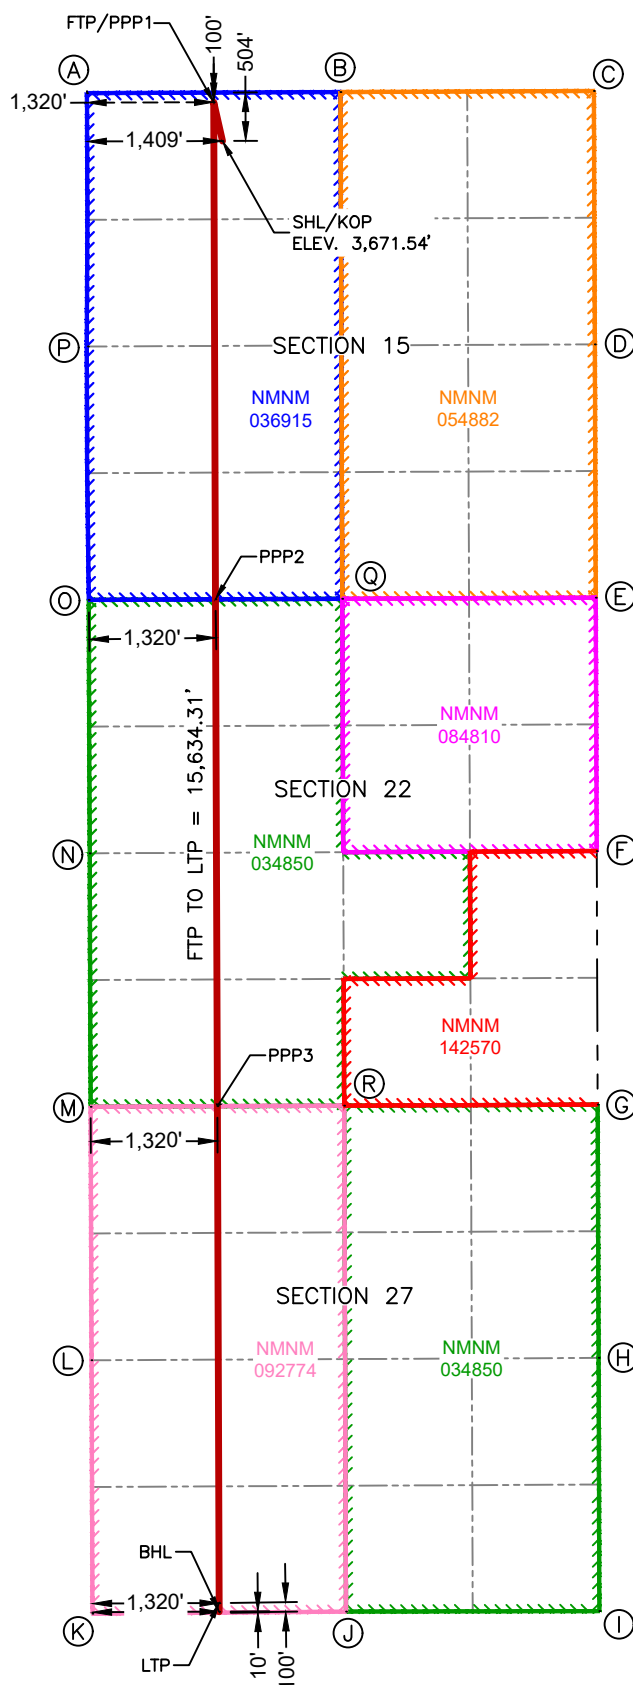 FTP/PPP1
100'
504'
A
B
C
1,320'
1,409'
SHL/KOP
ELEV. 3,671.54'
P
SECTION 15
D
NMNM
036915
NMNM
054882
PPP2
Q
O
E
1,320'
NMNM
084810
FTP TO LTP = 15,634.31'
SECTION 22
N
NMNM
034850
F
NMNM
142570
PPP3
R
M
G
1,320'
SECTION 27
L
NMNM
092774
NMNM
034850
H
BHL
1,320'
K
J
I
LTP
10'
100'